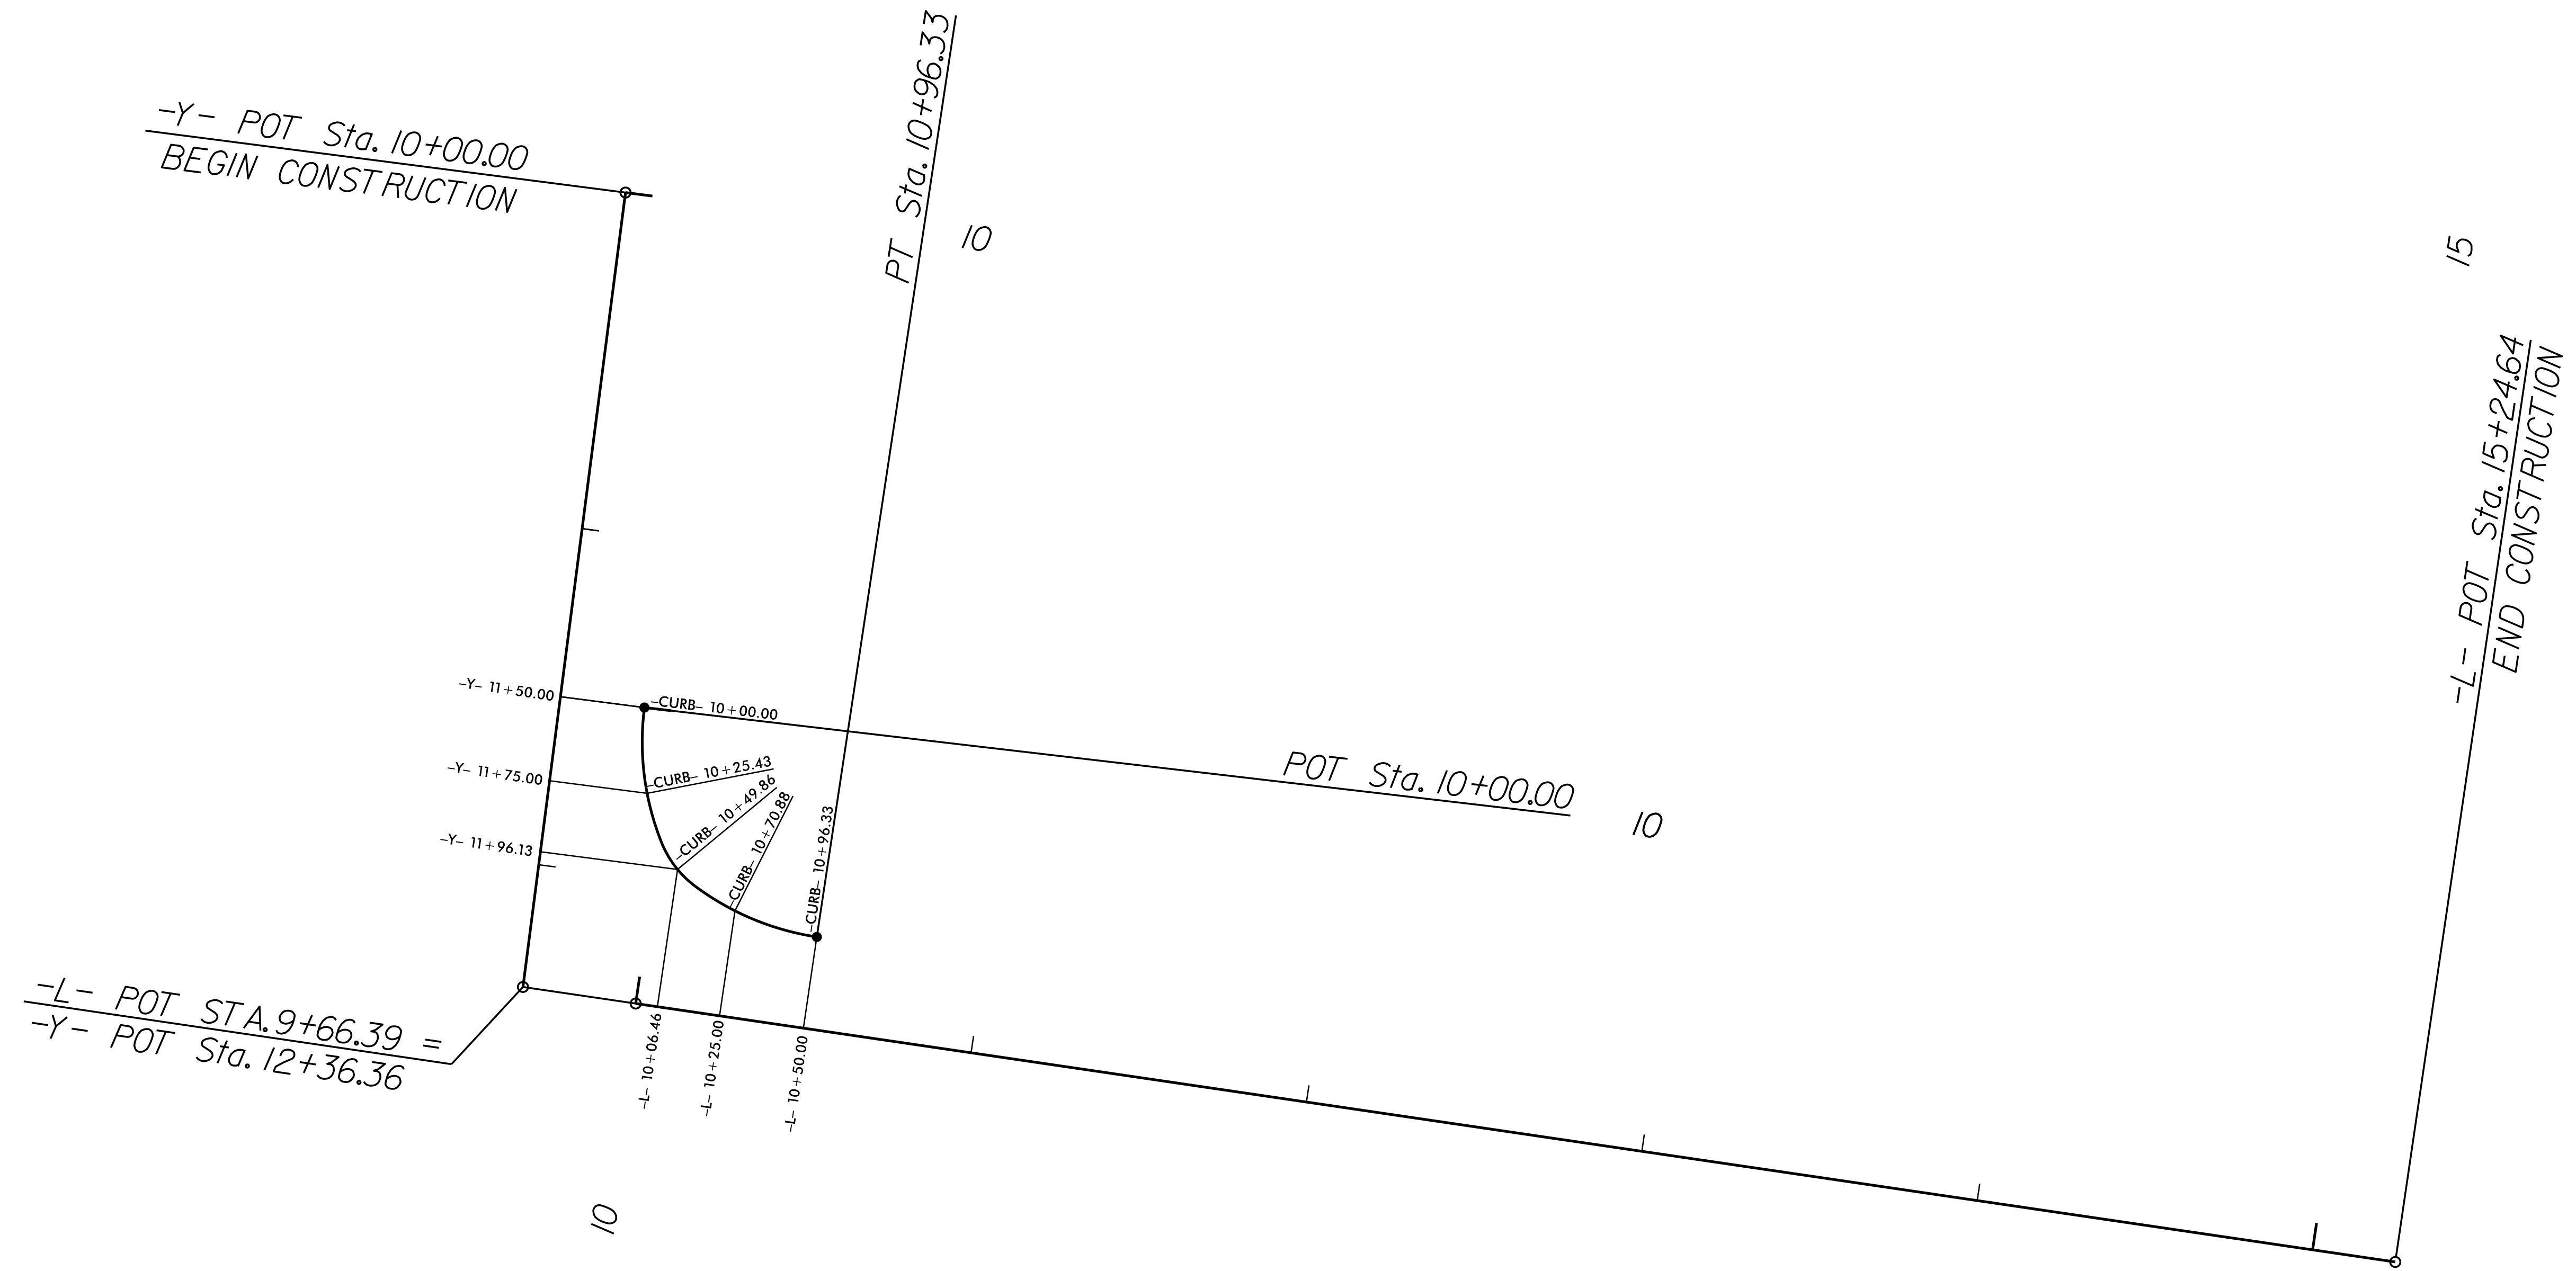 -Y- POT Sta. 10+00.00
BEGIN CONSTRUCTION
PT Sta. 10+96.33
10
15
-L- POT Sta. 15+24.64
END CONSTRUCTION
-Y- 11+50.00
-CURB- 10+00.00
-Y- 11+75.00
-CURB- 10+25.43
-CURB- 10+49.86
-CURB- 10+70.88
-CURB- 10+96.33
POT Sta. 10+00.00
10
-Y- 11+96.13
-L- POT STA. 9+66.39 =
-Y- POT Sta. 12+36.36
-L- 10+06.46
-L- 10+25.00
-L- 10+50.00
10